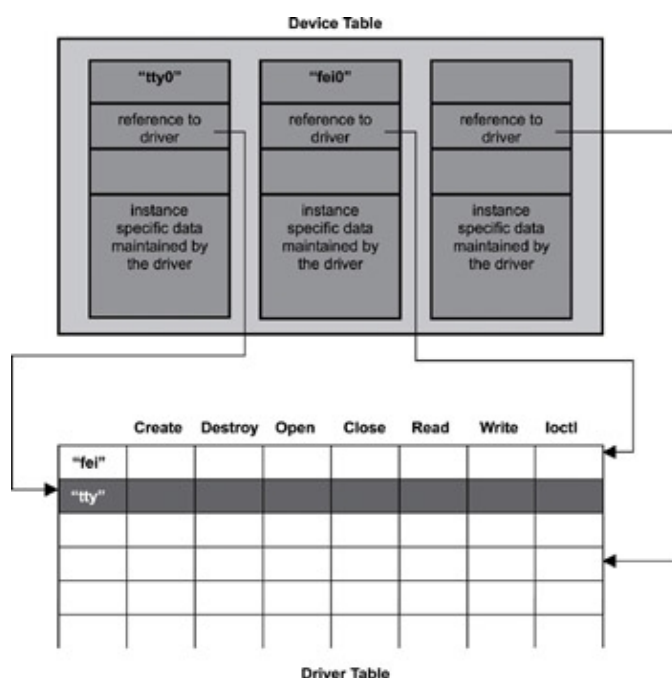 Device Table
"tty0"
"fei0"
reference to
driver
reference to
driver
reference to
driver
instance
specific data
maintained by
the driver
instance
specific data
maintained by
the driver
instance
specific data
maintained by
the driver
Create Destroy Open Close Read Write Ioctl
"fei"
"tty"
Driver Table